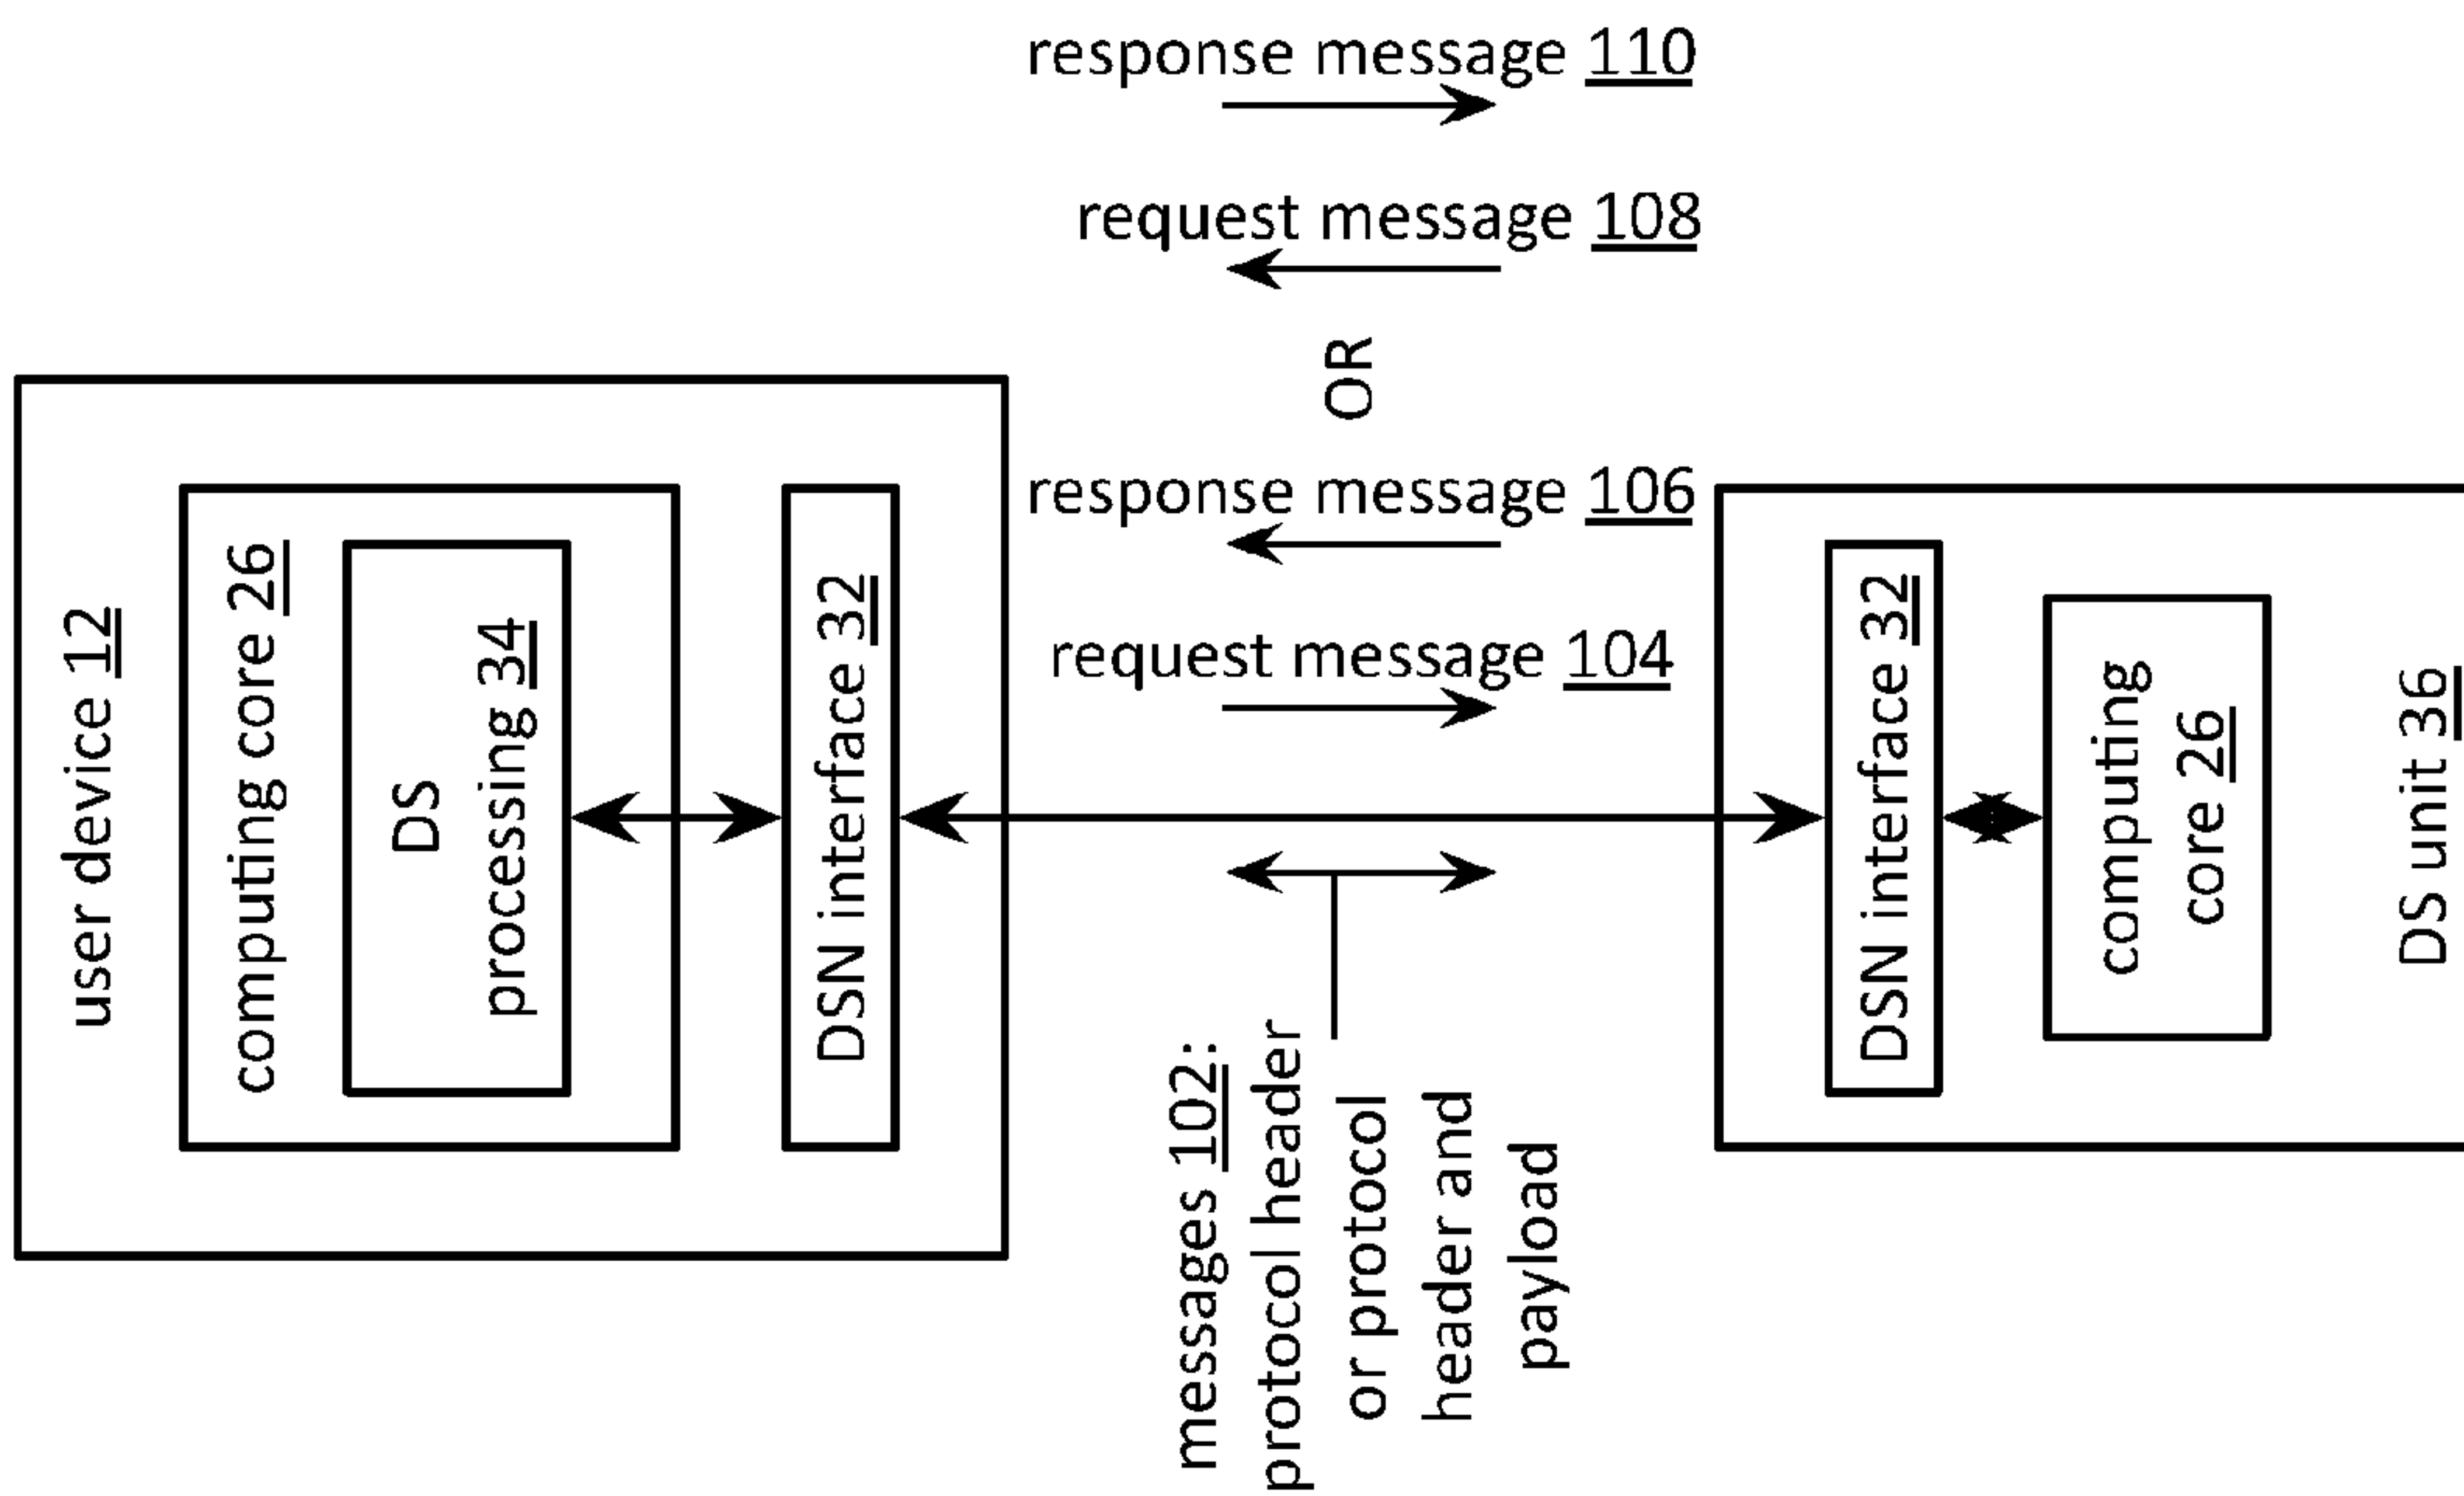 user device 12
computing core 26
DS
processing 34
DSN interface 32
messages 102:
protocol header
or protocol
header and
payload
request message 104
response message 106
OR
request message 108
response message 110
DSN interface 32
computing
core 26
DS unit 36